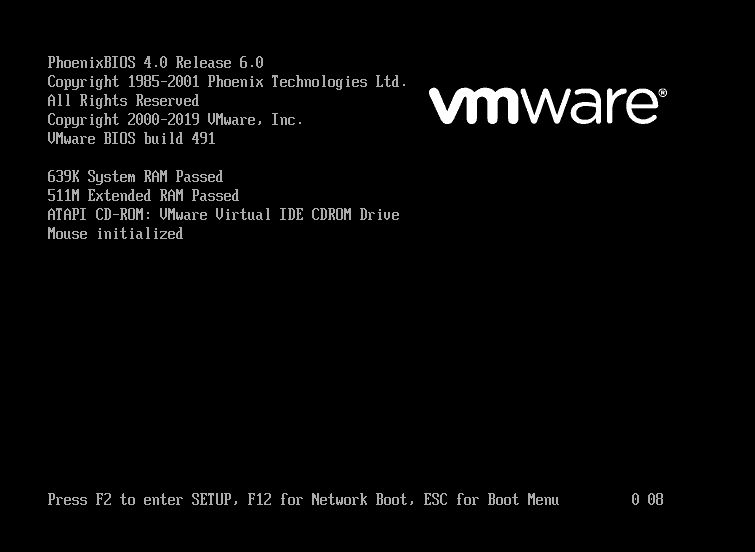 PhoenixBIOS 4.0 Release 6.0
Copyright 1985-2001 Phoenix Technologies Ltd.
All Rights Reserved
Copyright 2000-2019 VMware, Inc.
VMware BIOS build 491
vmware®
639K System RAM Passed
511M Extended RAM Passed
ATAPI CD-ROM: VMware Virtual IDE CDROM Drive
Mouse initialized
Press F2 to enter SETUP, F12 for Network Boot, ESC for Boot Menu 0 08